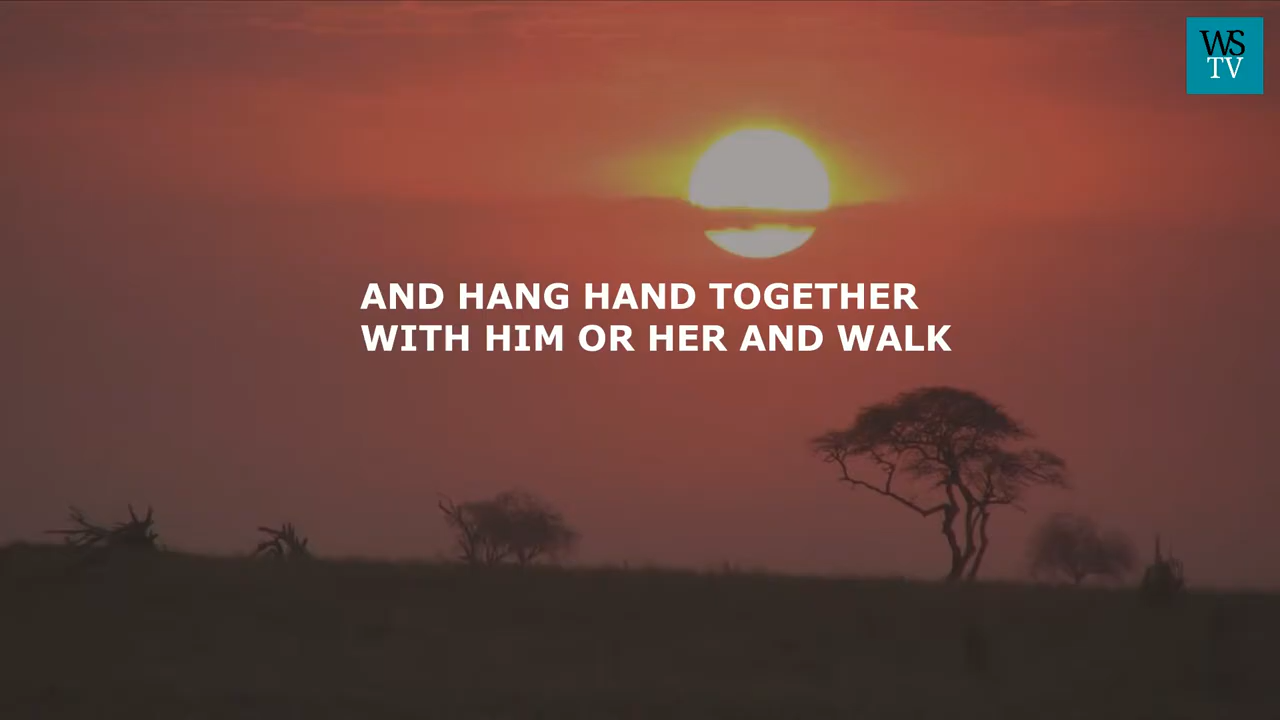 WS
TV
AND HANG HAND TOGETHER
WITH HIM OR HER AND WALK